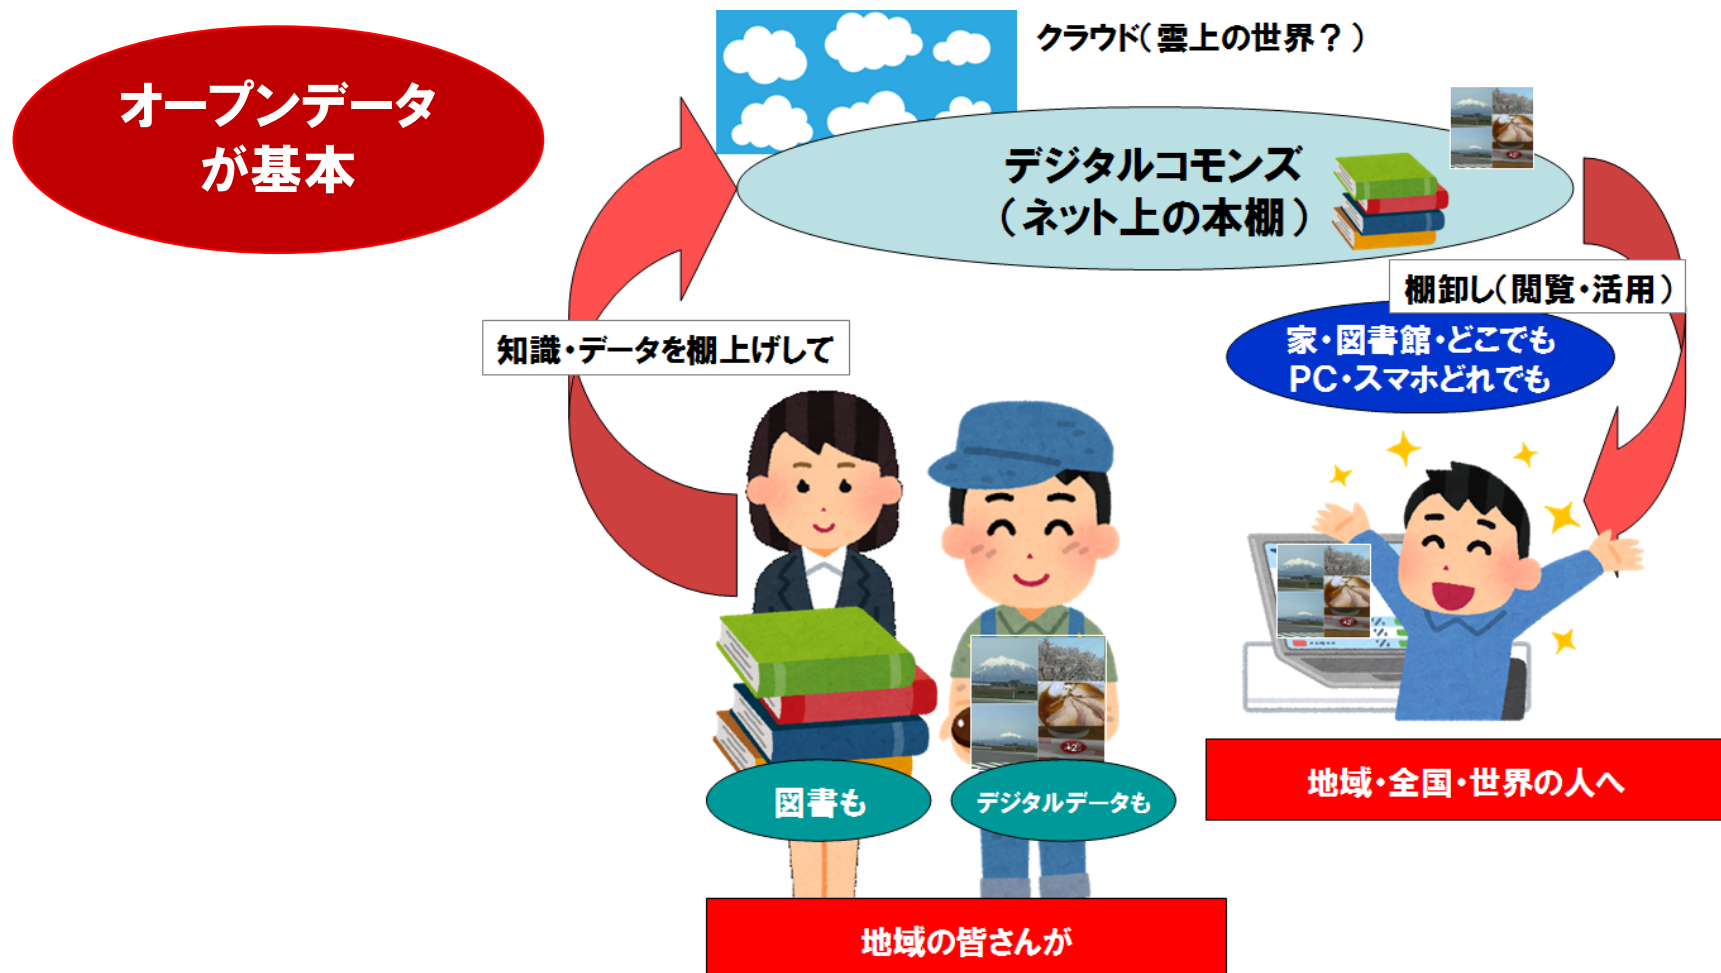 オープンデータ
が基本
クラウド(雲上の世界？)
デジタルコモンズ
(ネット上の本棚)
棚卸し(閲覧・活用)
家・図書館・どこでも
PC・スマホどれでも
知識・データを棚上げして
図書も
デジタルデータも
地域・全国・世界の人へ
地域の皆さんが